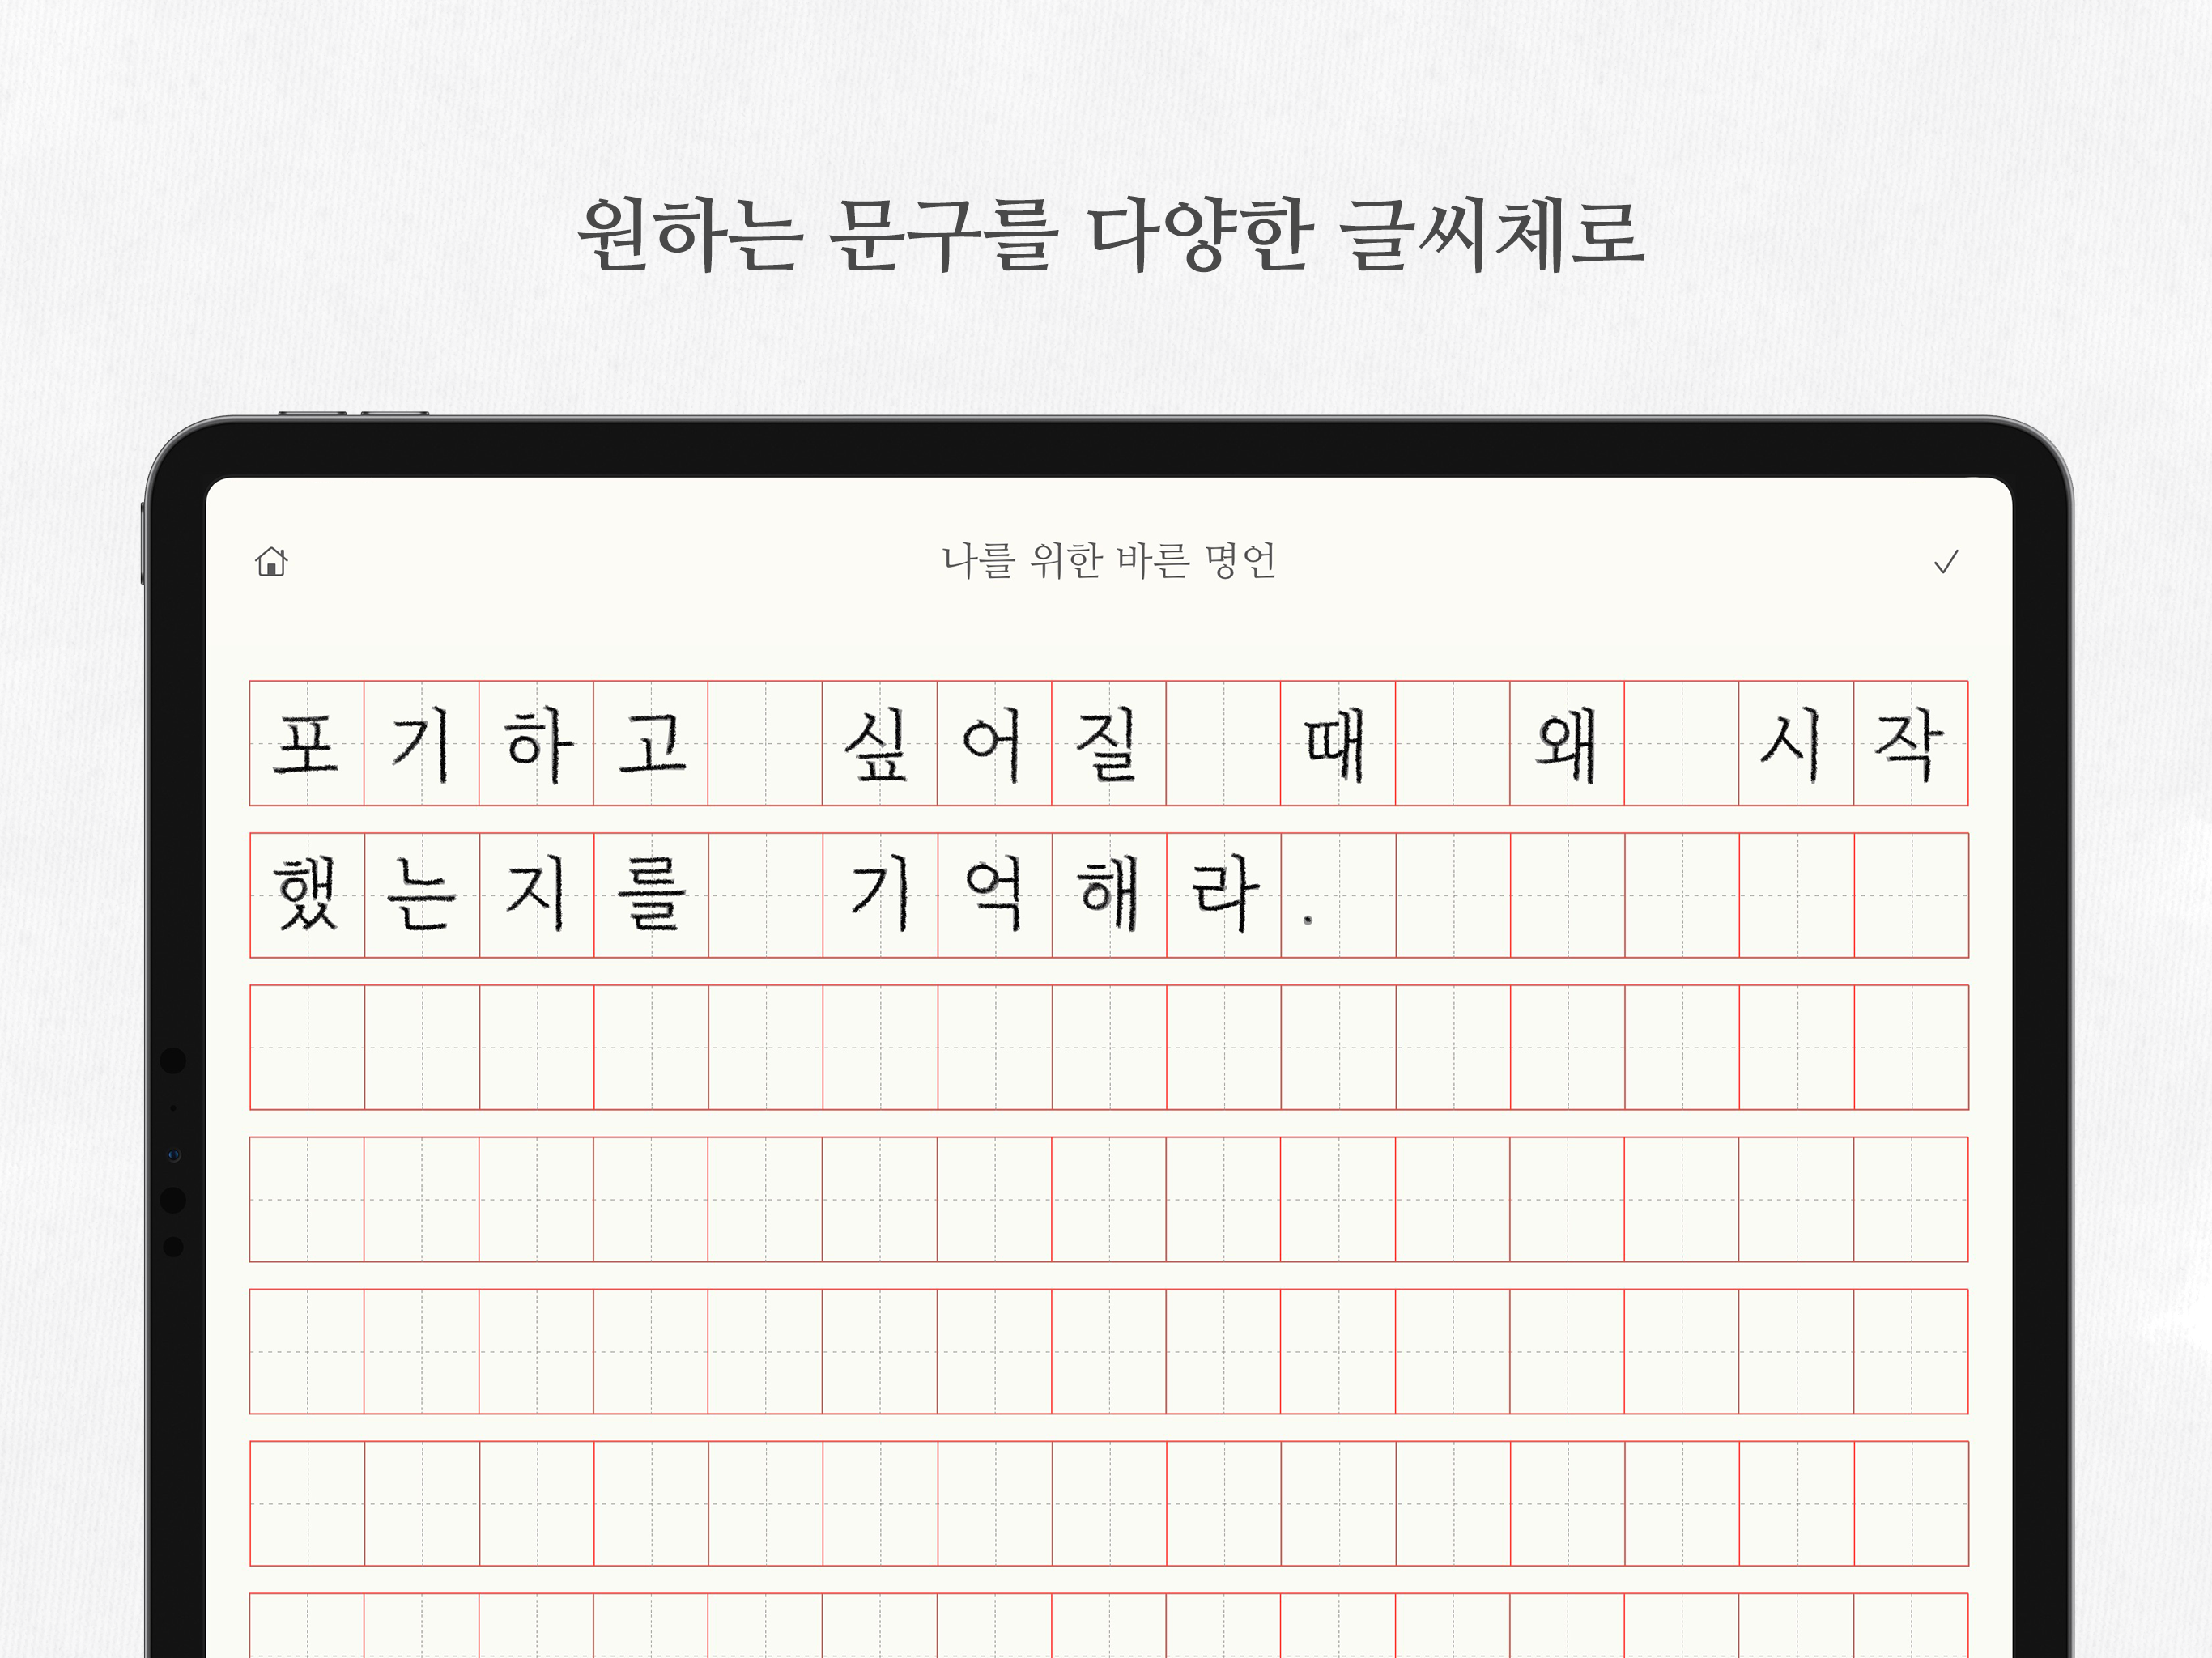 원하는 문구를 다양한 글씨체로
나를 위한 바른 명언
포기하고 싶어질 때 왜 시작
했는지를 기억해라.